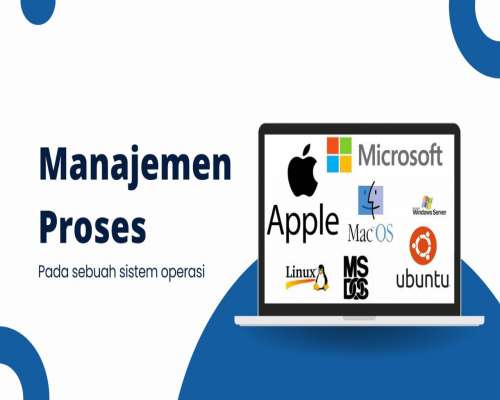 Manajemen
Proses
Pada sebuah sistem operasi
Microsoft
Apple
Mac OS
Windows Server
Linux
MS
DOS
ubuntu